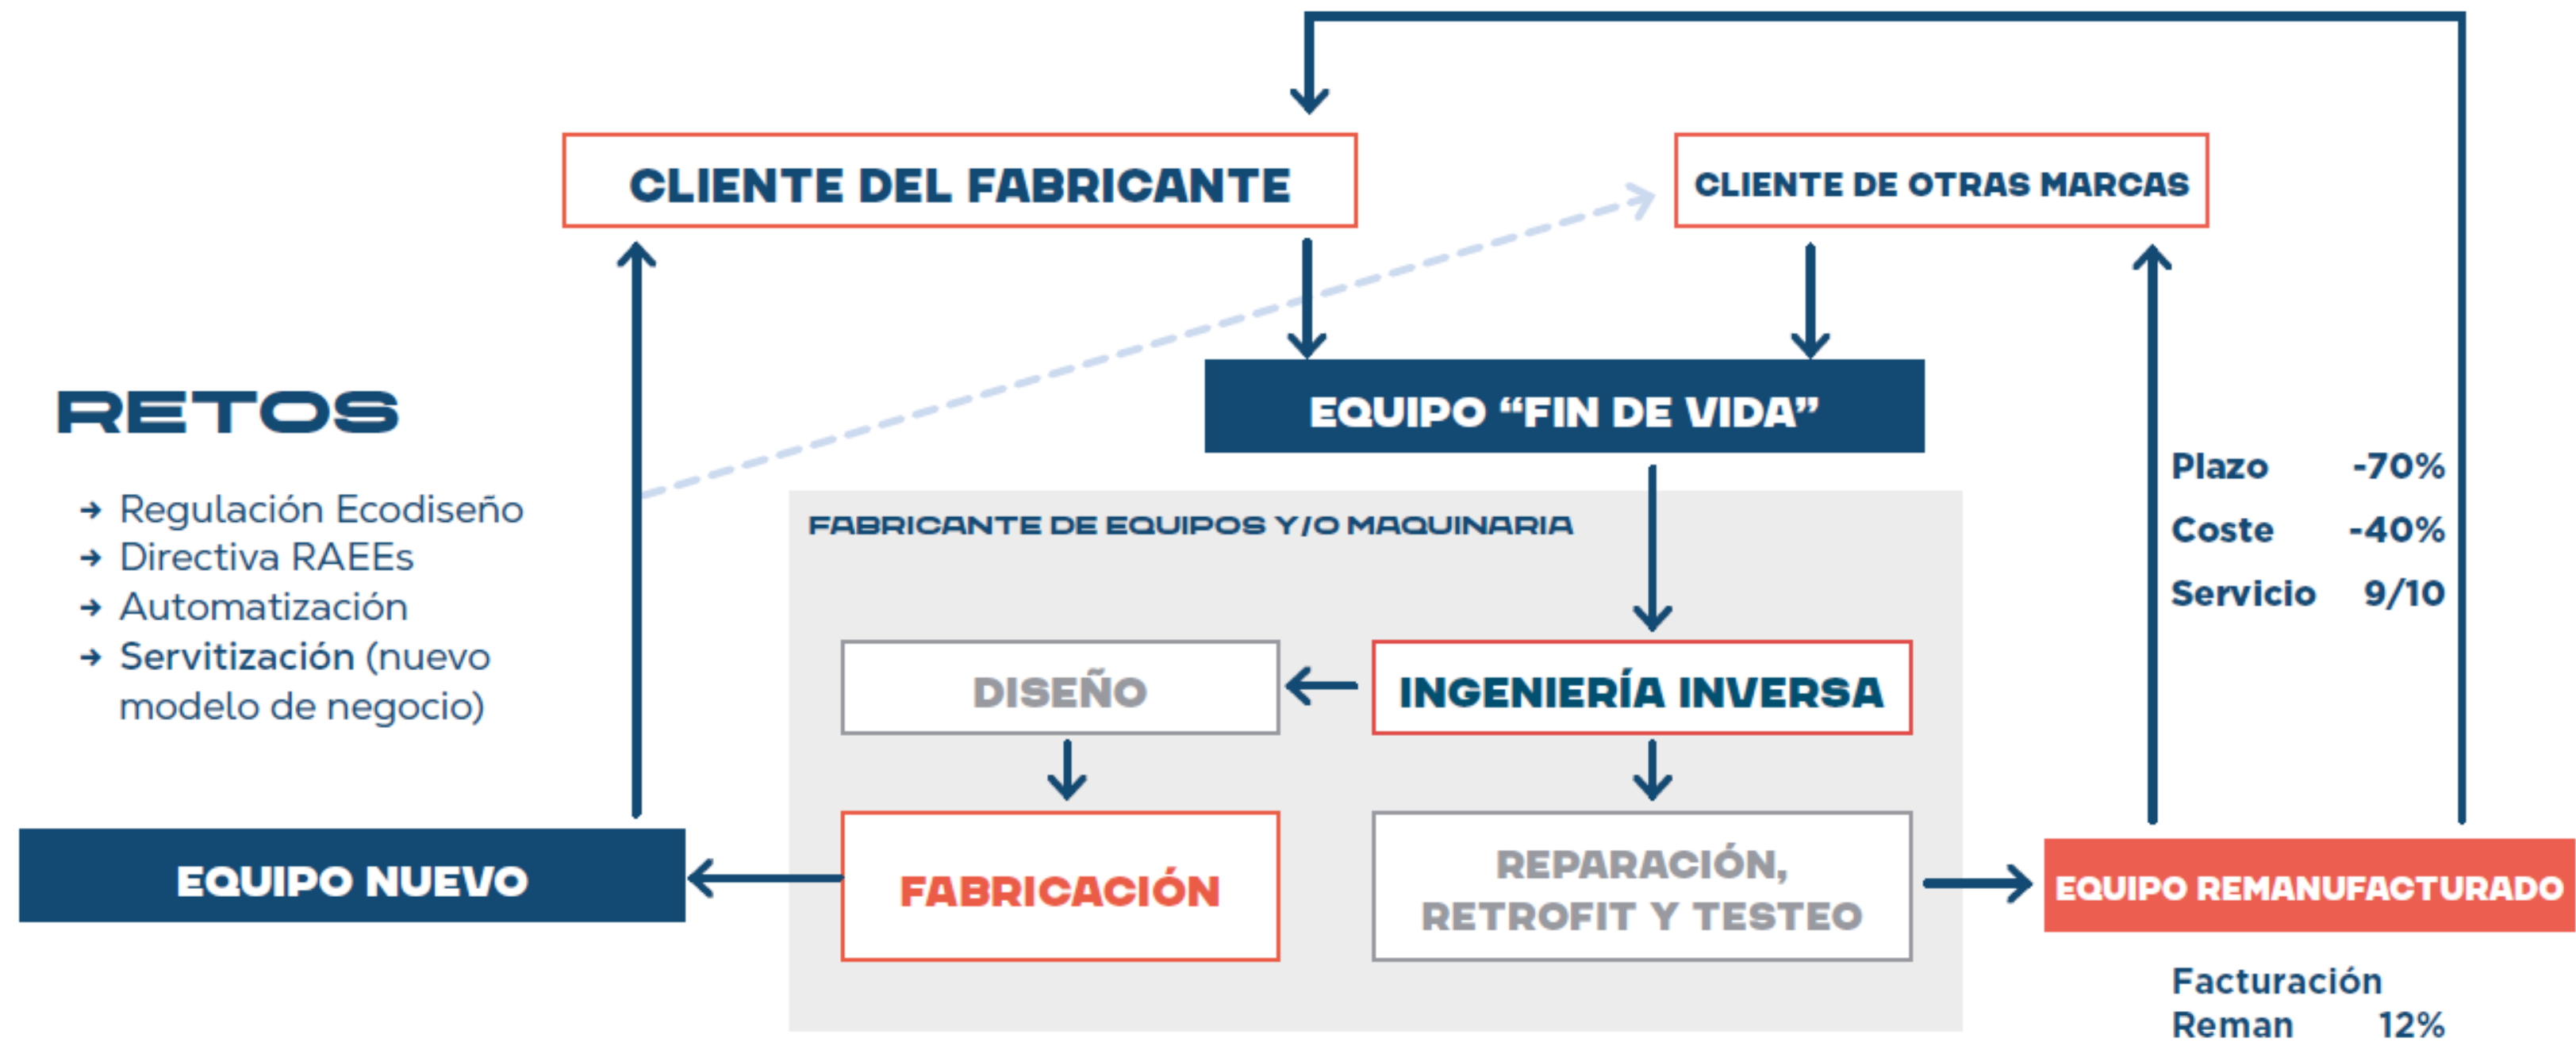 CLIENTE DEL FABRICANTE
CLIENTE DE OTRAS MARCAS
EQUIPO “FIN DE VIDA”
RETOS
→ Regulación Ecodiseño
→ Directiva RAEEs
→ Automatización
→ Servitización (nuevo
modelo de negocio)
Plazo -70%
Coste -40%
Servicio 9/10
FABRICANTE DE EQUIPOS Y/O MAQUINARIA
DISEÑO
INGENIERÍA INVERSA
FABRICACIÓN
REPARACIÓN,
RETROFIT Y TESTEO
EQUIPO NUEVO
EQUIPO REMANUFACTURADO
Facturación
Reman 12%